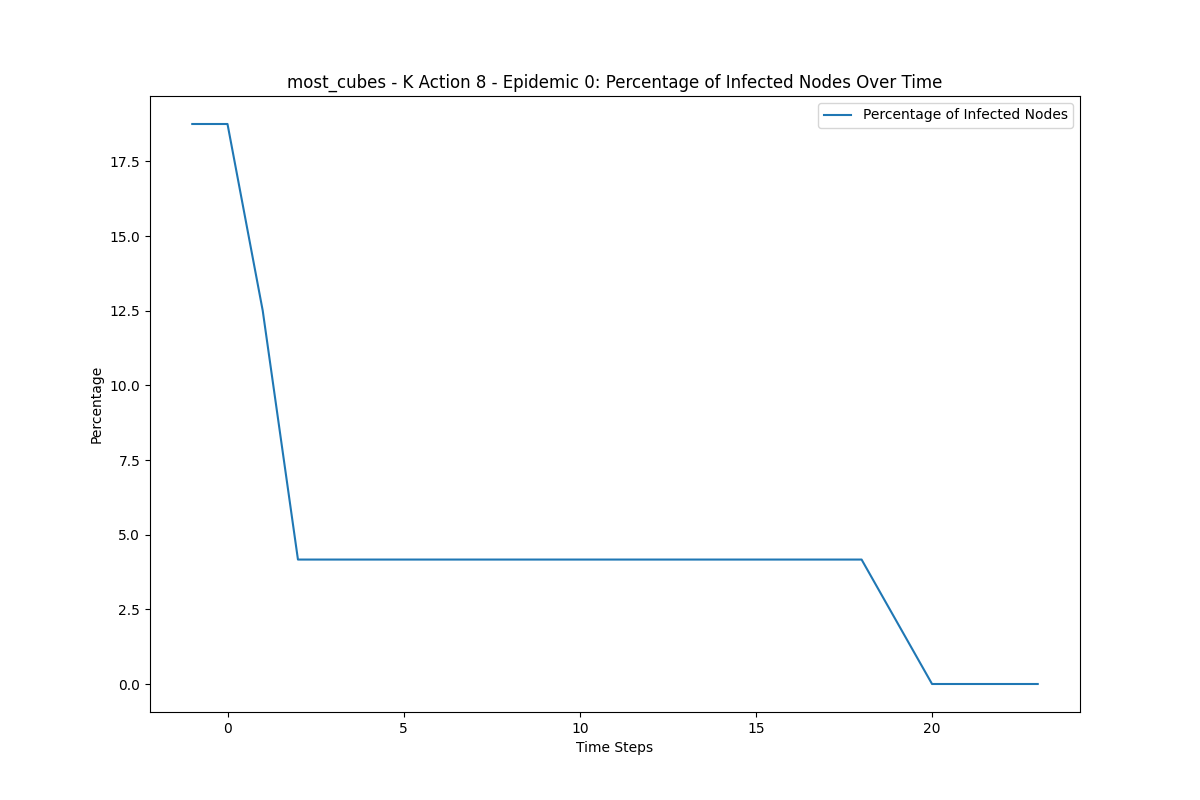 most_cubes - K Action 8 - Epidemic 0: Percentage of Infected Nodes Over Time
Percentage of Infected Nodes
17.5
15.0
12.5
10.0
7.5
5.0
2.5
0.0
Percentage
0 5 10 15 20
Time Steps